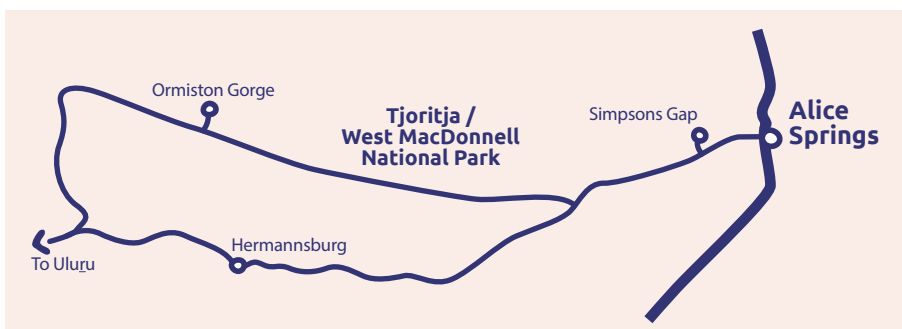 Ormiston Gorge
Tjoritja /
West MacDonnell
National Park
Simpsons Gap
Alice
Springs
Hermannsburg
To Uluṟu